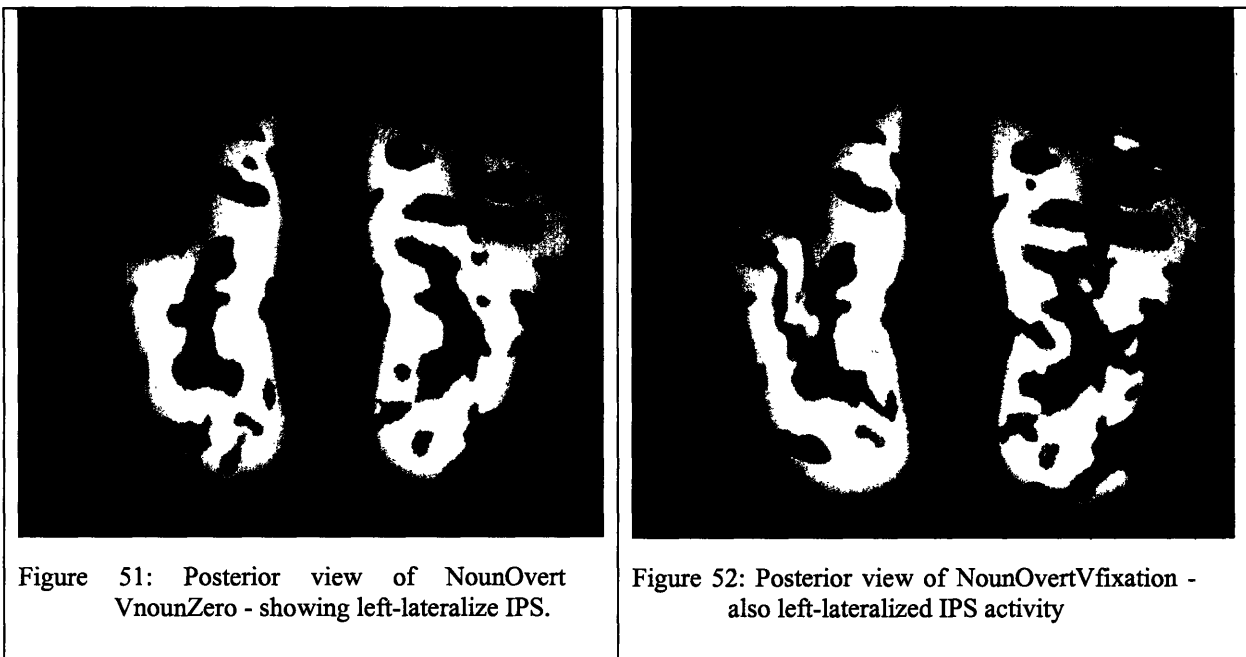 Figure 51: Posterior view of NounOvert
VnounZero - showing left-lateralize IPS.
Figure 52: Posterior view of NounOvertVfixation -
also left-lateralized IPS activity